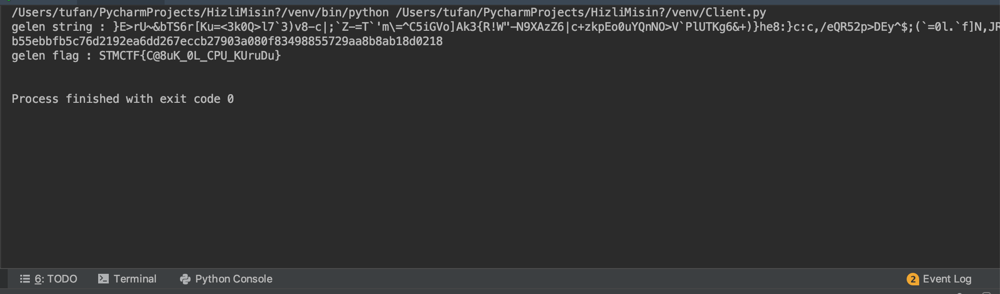 /Users/tufan/PycharmProjects/HizliMisin?/venv/bin/python /Users/tufan/PycharmProjects/HizliMisin?/venv/Client.py
gelen string : }E>rU~&bTS6r[Ku=<3k0Q>l7`3)v8-c|;`Z-=T`'m\=^C5iGVo]Ak3{R!W"-N9XAzZ6|c+zkpEo0uYQnNO>V`PlUTKg6&+)}he8:}c:c,/eQR52p>DEy^$;(`=0l.`f]N,JR
b55ebbfb5c76d2192ea6dd267eccb27903a080f83498855729aa8b8ab18d0218
gelen flag : STMCTF{C@8uK_0L_CPU_KUruDu}
Process finished with exit code 0
6: TODO Terminal Python Console 2 Event Log